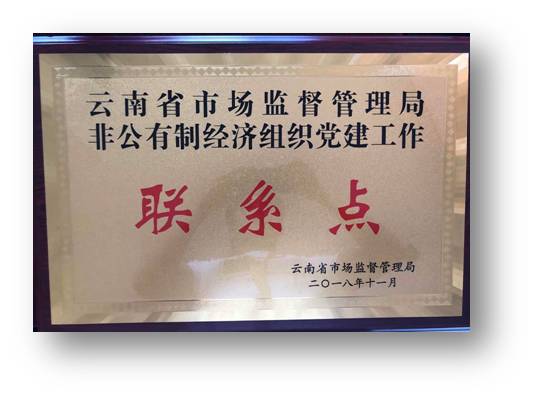 云南省市场监督管理局
非公有制经济组织党建工作
联系点
云南省市场监督管理局
二〇一八年十一月